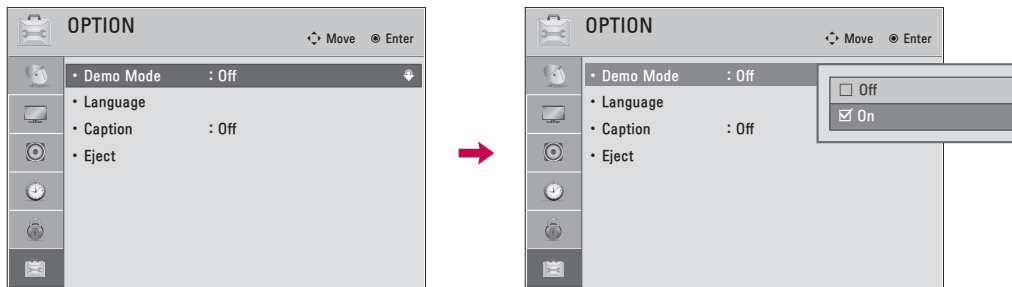 OPTION
Move Enter
• Demo Mode : Off
• Language
• Caption : Off
• Eject
OPTION
Move Enter
• Demo Mode : Off
• Language
• Caption : Off
• Eject
Off
On